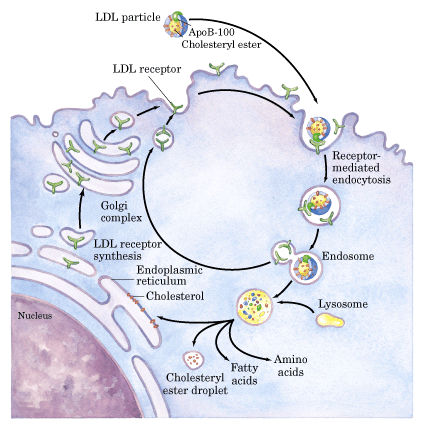 LDL particle
ApoB-100
Cholesteryl ester
LDL receptor
Receptor-
mediated
endocytosis
Golgi
complex
LDL receptor
synthesis
Endosome
Endoplasmic
reticulum
Cholesterol
Lysosome
Nucleus
Cholesteryl
ester droplet
Fatty
acids
Amino
acids